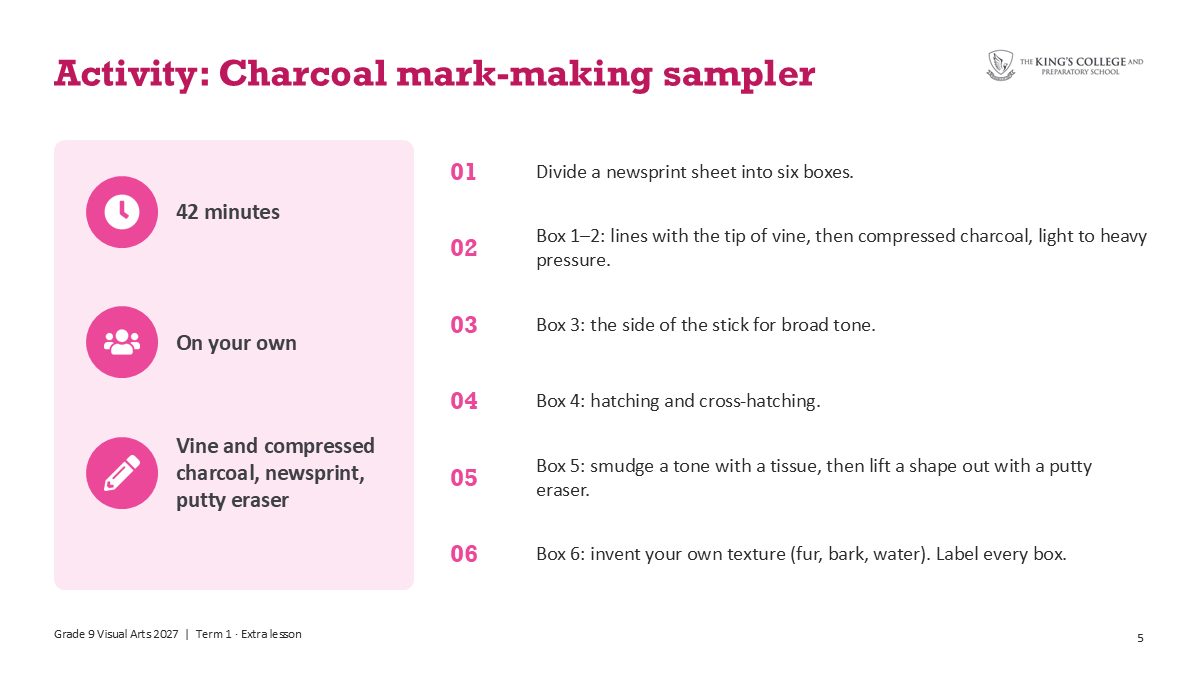 Activity: Charcoal mark-making sampler
THE KING'S COLLEGE AND
PREPARATORY SCHOOL
42 minutes
On your own
Vine and compressed
charcoal, newsprint,
putty eraser
01
Divide a newsprint sheet into six boxes.
02
Box 1–2: lines with the tip of vine, then compressed charcoal, light to heavy
pressure.
03
Box 3: the side of the stick for broad tone.
04
Box 4: hatching and cross-hatching.
05
Box 5: smudge a tone with a tissue, then lift a shape out with a putty
eraser.
06
Box 6: invent your own texture (fur, bark, water). Label every box.
Grade 9 Visual Arts 2027 | Term 1 · Extra lesson
5